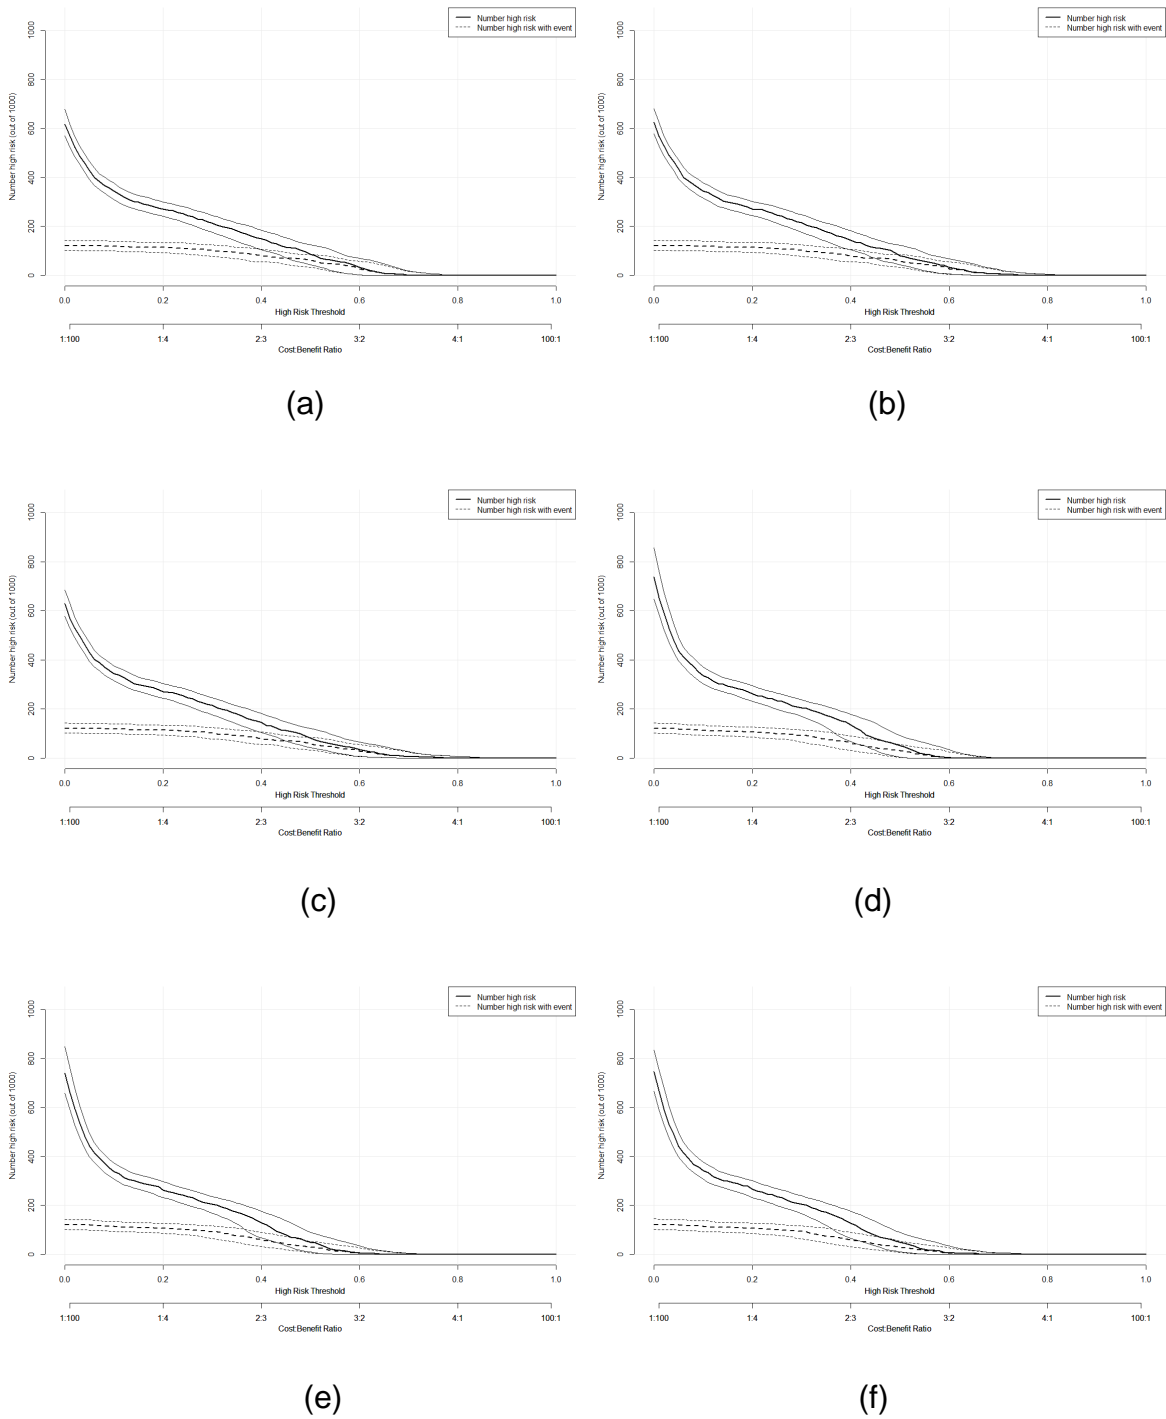 Number high risk
Number high risk with event
Number high risk (out of 1000)
1000
800
600
400
200
0
0.0 0.2 0.4 0.6 0.8 1.0
High Risk Threshold
1:100 1:4 2:3 3:2 4:1 100:1
Cost:Benefit Ratio
(a)
Number high risk
Number high risk with event
Number high risk (out of 1000)
1000
800
600
400
200
0
0.0 0.2 0.4 0.6 0.8 1.0
High Risk Threshold
1:100 1:4 2:3 3:2 4:1 100:1
Cost:Benefit Ratio
(b)
Number high risk
Number high risk with event
Number high risk (out of 1000)
1000
800
600
400
200
0
0.0 0.2 0.4 0.6 0.8 1.0
High Risk Threshold
1:100 1:4 2:3 3:2 4:1 100:1
Cost:Benefit Ratio
(c)
Number high risk
Number high risk with event
Number high risk (out of 1000)
1000
800
600
400
200
0
0.0 0.2 0.4 0.6 0.8 1.0
High Risk Threshold
1:100 1:4 2:3 3:2 4:1 100:1
Cost:Benefit Ratio
(d)
Number high risk
Number high risk with event
Number high risk (out of 1000)
1000
800
600
400
200
0
0.0 0.2 0.4 0.6 0.8 1.0
High Risk Threshold
1:100 1:4 2:3 3:2 4:1 100:1
Cost:Benefit Ratio
(e)
Number high risk
Number high risk with event
Number high risk (out of 1000)
1000
800
600
400
200
0
0.0 0.2 0.4 0.6 0.8 1.0
High Risk Threshold
1:100 1:4 2:3 3:2 4:1 100:1
Cost:Benefit Ratio
(f)